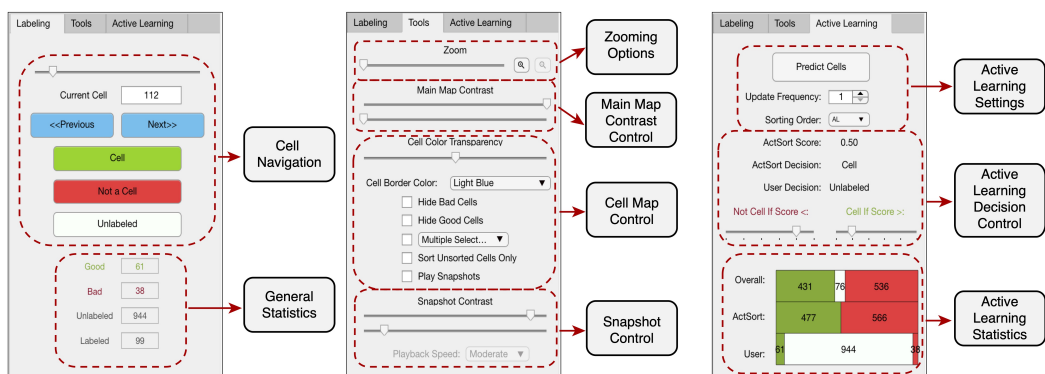 Labeling Tools Active Learning
Current Cell 112
<<Previous Next>>
Cell
Not a Cell
Unlabeled
Good 61
Bad 38
Unlabeled 944
Labeled 99
Cell
Navigation
General
Statistics
Labeling Tools Active Learning
Zoom
Main Map Contrast
Cell Color Transparency
Cell Border Color: Light Blue
Hide Bad Cells
Hide Good Cells
Multiple Select...
Sort Unsorted Cells Only
Play Snapshots
Snapshot Contrast
Playback Speed: Moderate
Zooming
Options
Main Map
Contrast
Control
Cell Map
Control
Snapshot
Control
Labeling Tools Active Learning
Predict Cells
Update Frequency: 1
Sorting Order: AL
ActSort Score: 0.50
ActSort Decision: Cell
User Decision: Unlabeled
Not Cell If Score <: Cell If Score >:
Overall: 431 76 536
ActSort: 477 566
User: 61 944 38
Active
Learning
Settings
Active
Learning
Decision
Control
Active
Learning
Statistics